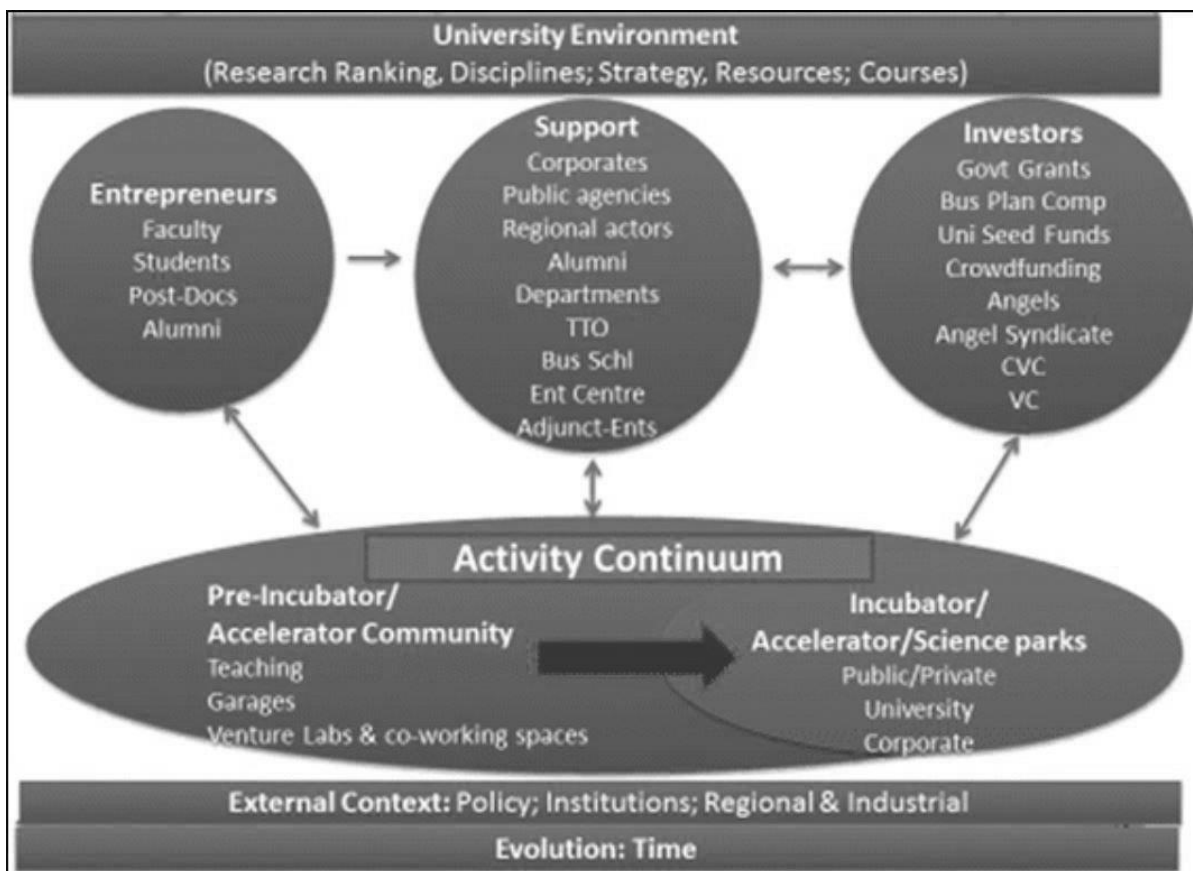 University Environment
(Research Ranking, Disciplines; Strategy, Resources; Courses)
Entrepreneurs
Faculty
Students
Post-Docs
Alumni
Support
Corporates
Public agencies
Regional actors
Alumni
Departments
TTO
Bus Schl
Ent Centre
Adjunct-Ents
Investors
Govt Grants
Bus Plan Comp
Uni Seed Funds
Crowdfunding
Angels
Angel Syndicate
CVC
VC
Activity Continuum
Pre-Incubator/
Accelerator Community
Teaching
Garages
Venture Labs & co-working spaces
Incubator/
Accelerator/Science parks
Public/Private
University
Corporate
External Context: Policy; Institutions; Regional & Industrial
Evolution: Time